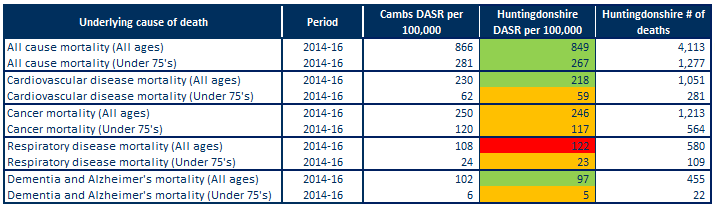 Underlying cause of death Period Cambs DASR per 100,000 Huntingdonshire DASR per 100,000 Huntingdonshire # of deaths
All cause mortality (All ages) 2014-16 866 849 4,113
All cause mortality (Under 75's) 2014-16 281 267 1,277
Cardiovascular disease mortality (All ages) 2014-16 230 218 1,051
Cardiovascular disease mortality (Under 75's) 2014-16 62 59 281
Cancer mortality (All ages) 2014-16 250 246 1,213
Cancer mortality (Under 75's) 2014-16 120 117 564
Respiratory disease mortality (All ages) 2014-16 108 122 580
Respiratory disease mortality (Under 75's) 2014-16 24 23 109
Dementia and Alzheimer's mortality (All ages) 2014-16 102 97 455
Dementia and Alzheimer's mortality (Under 75's) 2014-16 6 5 22